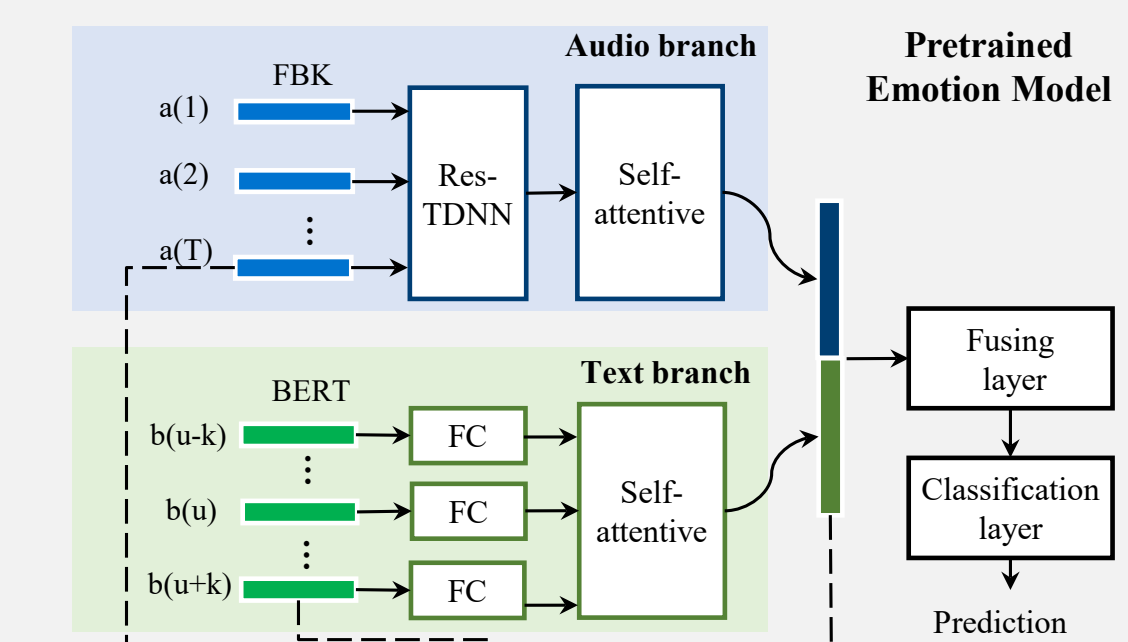 Audio branch
Pretrained
Emotion Model
FBK
a(1)
a(2)
a(T)
Res-
TDNN
Self-
attentive
Text branch
BERT
b(u-k)
b(u)
b(u+k)
FC
FC
FC
Self-
attentive
Fusing
layer
Classification
layer
Prediction